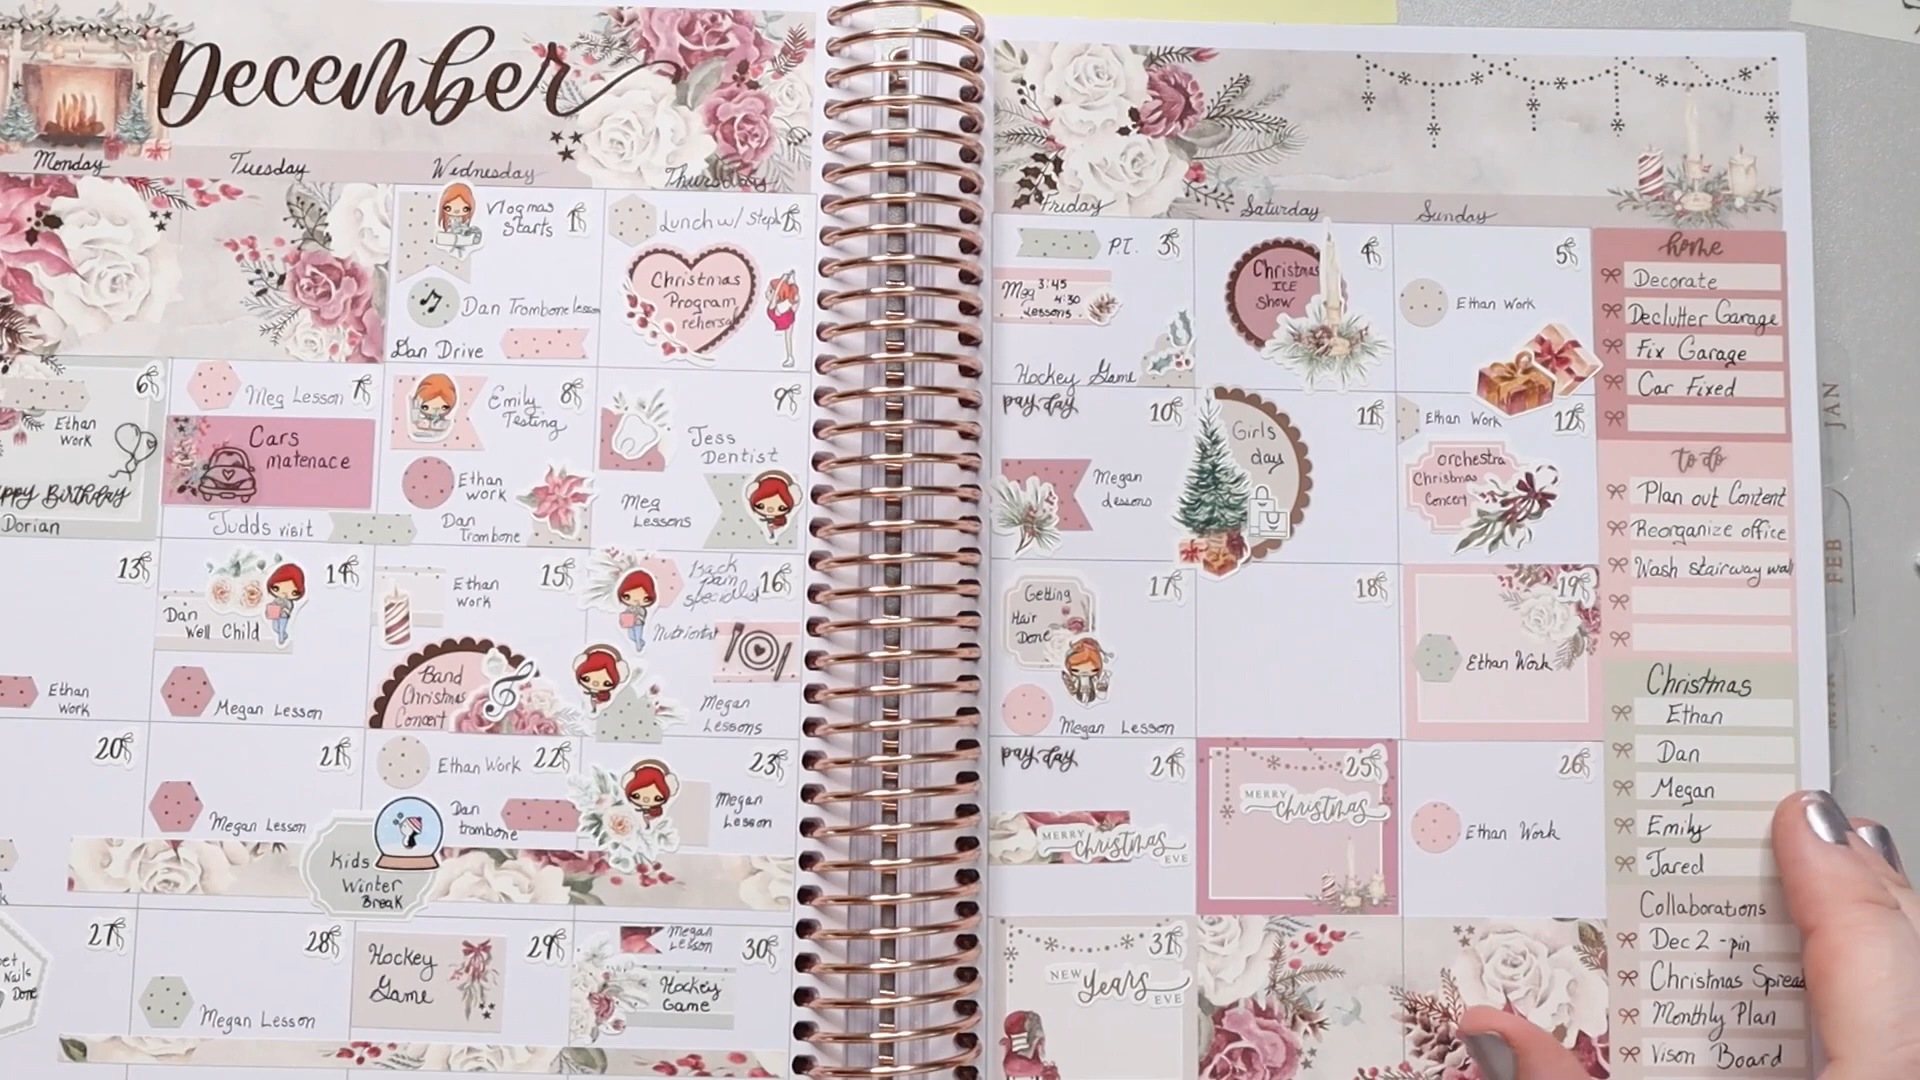 December
Monday
Tuesday
Wednesday
Thursday
Friday
Saturday
Sunday
Vlogmas
Starts
1
Dan Trombone lesson
Dan Drive
Lunch w/ Steph
Christmas
Program
rehersal
P.T.
3
Meg
3:45
4:30
Lessons
Hockey Game
Christmas
ICE
Show
4
5
Ethan Work
6
Ethan
Work
ppy Birthday
Dorian
Meg Lesson
7
Cars
matenace
Judds visit
Emily
Testing
8
Ethan
Work
Dan
Trombone
9
Jess
Dentist
Meg
Lessons
pay day
10
Megan
Lessons
Girls
day
11
Ethan Work
12
Orchestra
Christmas
Concert
13
Ethan
Work
14
Dan
Well Child
Megan Lesson
Ethan
Work
15
Band
Christmas
Concert
Back
pain
specialist
16
Nutrientist
Megan
Lessons
Getting
Hair
Done
17
Megan Lesson
18
19
Ethan Work
20
21
Megan Lesson
Ethan Work
22
Dan
trombone
Kids
Winter
Break
23
Megan
Lesson
pay day
24
MERRY
Christmas
EVE
25
MERRY
Christmas
26
Ethan Work
27
Nails
Done
28
Megan Lesson
29
Hockey
Game
Megan
Lesson
30
Hockey
Game
31
NEW
Years
EVE
home
Decorate
Declutter Garage
Fix Garage
Car Fixed
to do
Plan out Content
Reorganize office
Wash stairway wall
Christmas
Ethan
Dan
Megan
Emily
Jared
Collaborations
Dec 2 -pin
Christmas Spread
Monthly Plan
Vison Board
JAN
FEB